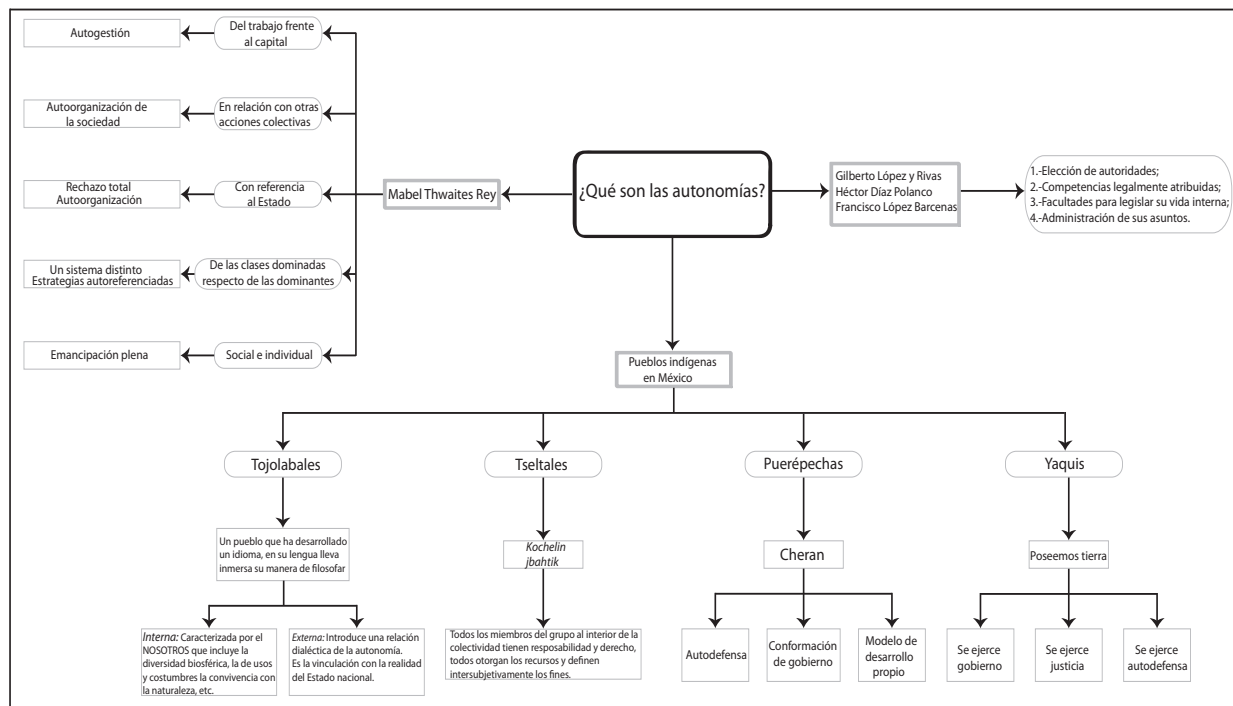 ¿Qué son las autonomías?
Mabel Thwaites Rey
Del trabajo frente
al capital
Autogestión
En relación con otras
acciones colectivas
Autoorganización de
la sociedad
Con referencia
al Estado
Rechazo total
Autoorganización
De las clases dominadas
respecto de las dominantes
Un sistema distinto
Estrategias autoreferenciadas
Social e individual
Emancipación plena
Gilberto López y Rivas
Héctor Díaz Polanco
Francisco López Barcenas
1.-Elección de autoridades;
2.-Competencias legalmente atribuidas;
3.-Facultades para legislar su vida interna;
4.-Administración de sus asuntos.
Pueblos indígenas
en México
Tojolabales
Un pueblo que ha desarrollado
un idioma, en su lengua lleva
inmersa su manera de filosofar
Interna: Caracterizada por el
NOSOTROS que incluye la
diversidad biosférica, la de usos
y costumbres la convivencia con
la naturaleza, etc.
Externa: Introduce una relación
dialéctica de la autonomía.
Es la vinculación con la realidad
del Estado nacional.
Tseltales
Kochelin
jbahtik
Todos los miembros del grupo al interior de la
colectividad tienen resposabilidad y derecho,
todos otorgan los recursos y definen
intersubjetivamente los fines.
Puerépechas
Cheran
Autodefensa
Conformación
de gobierno
Modelo de
desarrollo
propio
Yaquis
Poseemos tierra
Se ejerce
gobierno
Se ejerce
justicia
Se ejerce
autodefensa